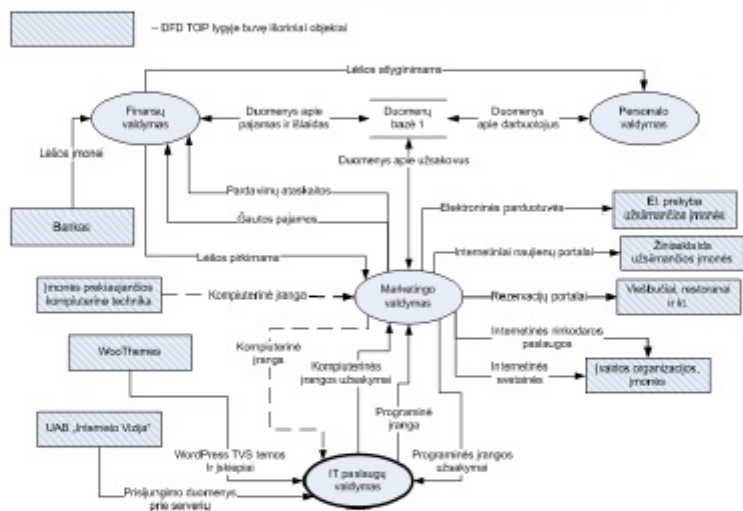 – DFD TOP lygyje buvę išoriniai objektai
Lėšos atlyginimams
Finansų
valdymas
Duomenys apie
pajamas ir išlaidas
Duomenų
bazė 1
Duomenys
apie darbuotojus
Personalo
valdymas
Lėšos įmonei
Duomenys apie užsakovus
Pardavimų ataskaitos
Gautos pajamos
Elektroninės parduotuvės
El. prekyba
užsiimančios įmonės
Bankas
Lėšos pirkimams
Internetiniai naujienų portalai
Žiniasklaida
užsiimančios įmonės
Įmonės prekiaujančios
kompiuterine technika
Kompiuterinė įranga
Marketingo
valdymas
Rezervacijų portalai
Viešbučiai, restoranai
ir kt.
WooThemes
Kompiuterinė
įranga
Kompiuterinės
įrangos užsakymai
Internetinės rinkodaros
paslaugos
Internetinės
svetainės
Įvairios organizacijos,
įmonės
Programinė
įranga
UAB „Interneto Vizija"
WordPress TVS temos
Ir įskiepiai
IT paslaugų
valdymas
Programinės įrangos
užsakymai
Prisijungimo duomenys
prie serverių